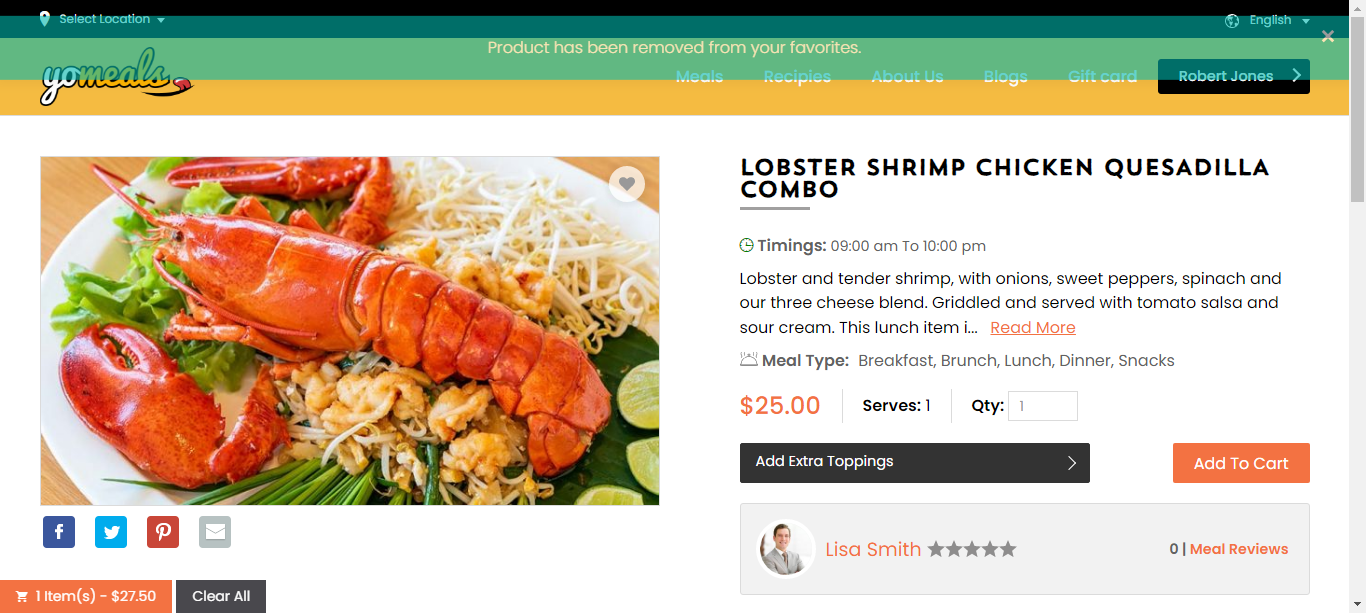 Select Location
English
Product has been removed from your favorites.
yomeals
Meals
Recipies
About Us
Blogs
Gift card
Robert Jones
LOBSTER SHRIMP CHICKEN QUESADILLA
COMBO
Timings: 09:00 am To 10:00 pm
Lobster and tender shrimp, with onions, sweet peppers, spinach and
our three cheese blend. Griddled and served with tomato salsa and
sour cream. This lunch item i... Read More
Meal Type: Breakfast, Brunch, Lunch, Dinner, Snacks
$25.00
Serves: 1
Qty: 1
Add Extra Toppings
Add To Cart
Lisa Smith
0 | Meal Reviews
1 Item(s) - $27.50
Clear All